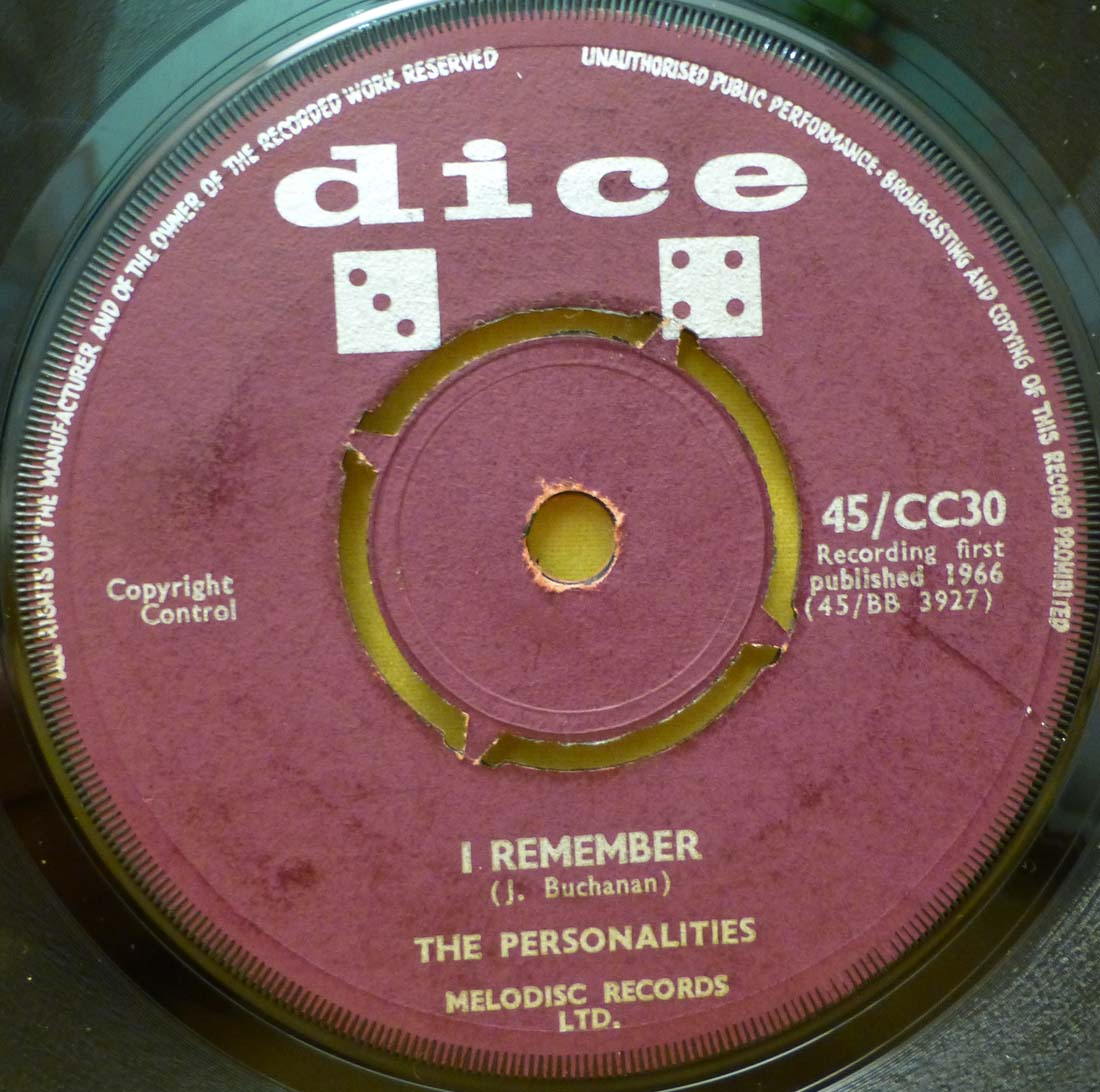 ALL RIGHTS OF THE MANUFACTURER AND OF THE OWNER OF THE RECORDED WORK RESERVED
UNAUTHORISED PUBLIC PERFORMANCE · BROADCASTING AND COPYING OF THIS RECORD PROHIBITED
dice
45/CC30
Recording first
published 1966
(45/BB 3927)
Copyright
Control
I REMEMBER
(J. Buchanan)
THE PERSONALITIES
MELODISC RECORDS
LTD.